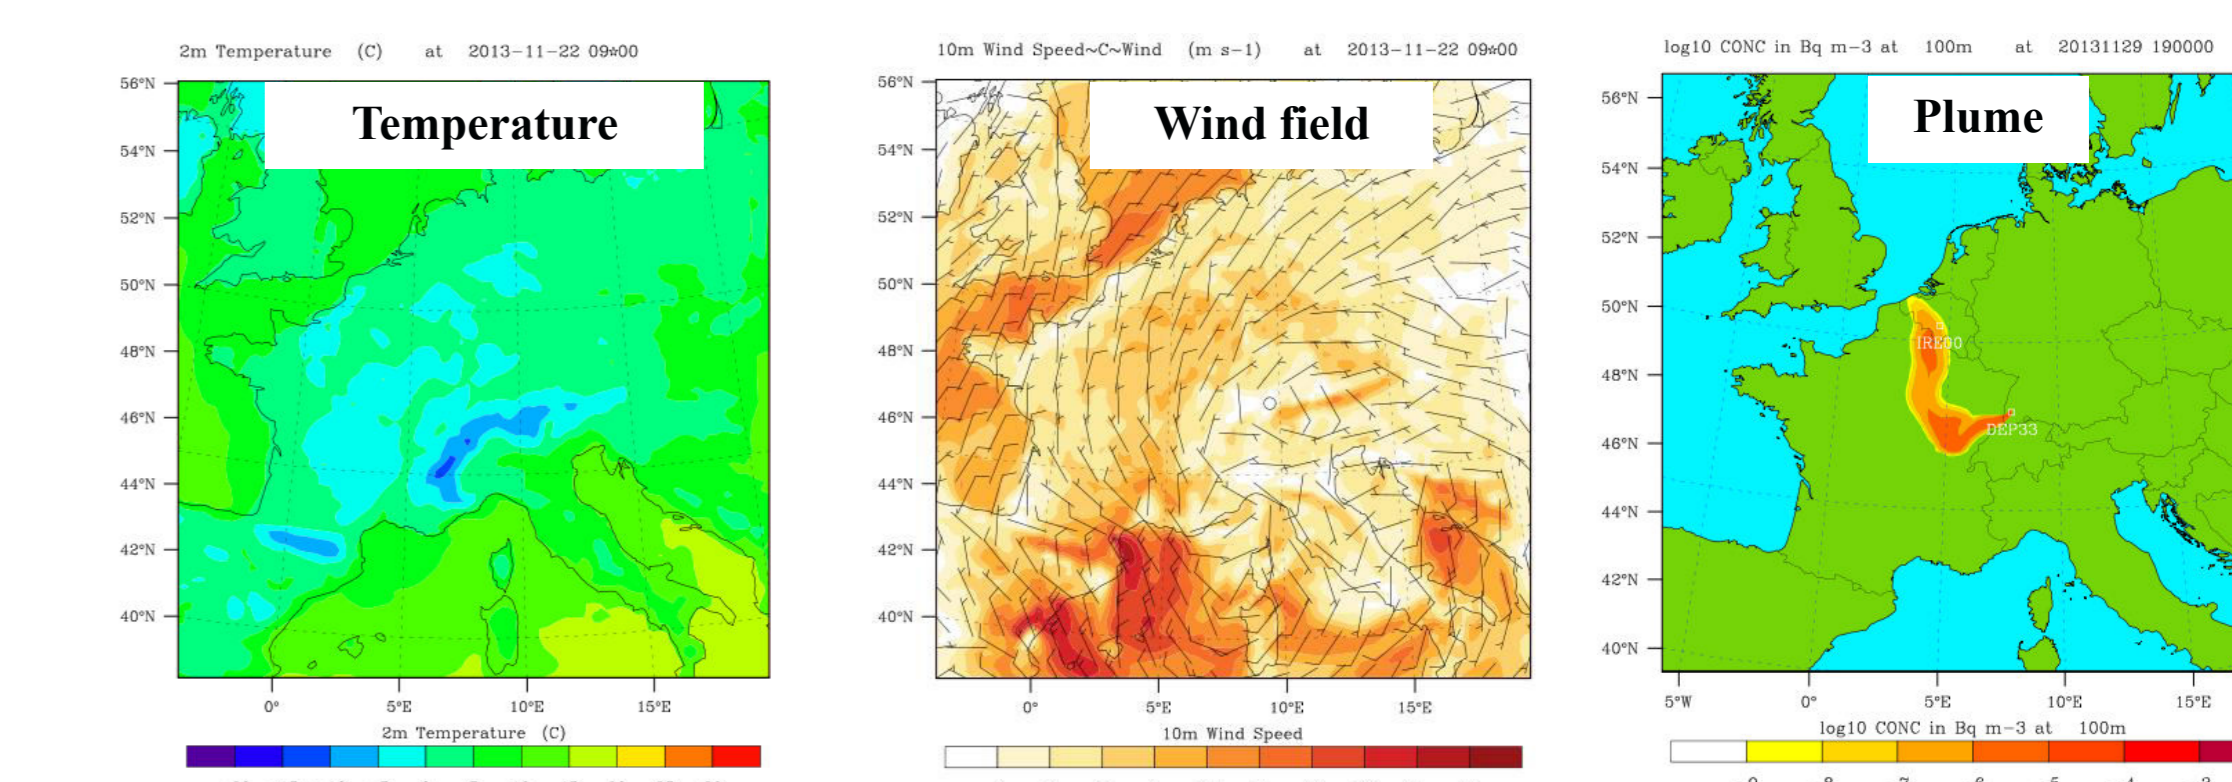 2m Temperature (C) at 2013-11-22 09☆00
Temperature
56°N
54°N
52°N
50°N
48°N
46°N
44°N
42°N
40°N
0° 5°E 10°E 15°E
2m Temperature (C)
10m Wind Speed~C~Wind (m s-1) at 2013-11-22 09☆00
Wind field
56°N
54°N
52°N
50°N
48°N
46°N
44°N
42°N
40°N
0° 5°E 10°E 15°E
10m Wind Speed
log10 CONC in Bq m-3 at 100m at 20131129 190000
Plume
56°N
54°N
52°N
50°N
IRE00
48°N
46°N
DEP33
44°N
42°N
40°N
5°W 0° 5°E 10°E 15°E
log10 CONC in Bq m-3 at 100m